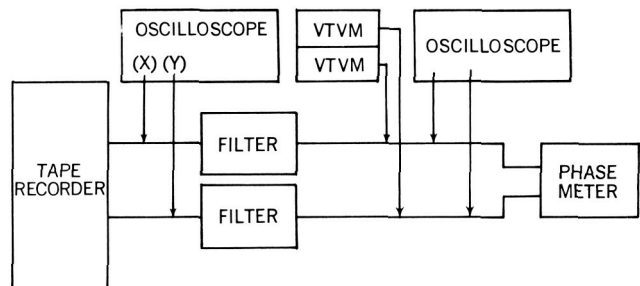 OSCILLOSCOPE
(X) (Y)
VTVM
VTVM
OSCILLOSCOPE
TAPE
RECORDER
FILTER
FILTER
PHASE
METER